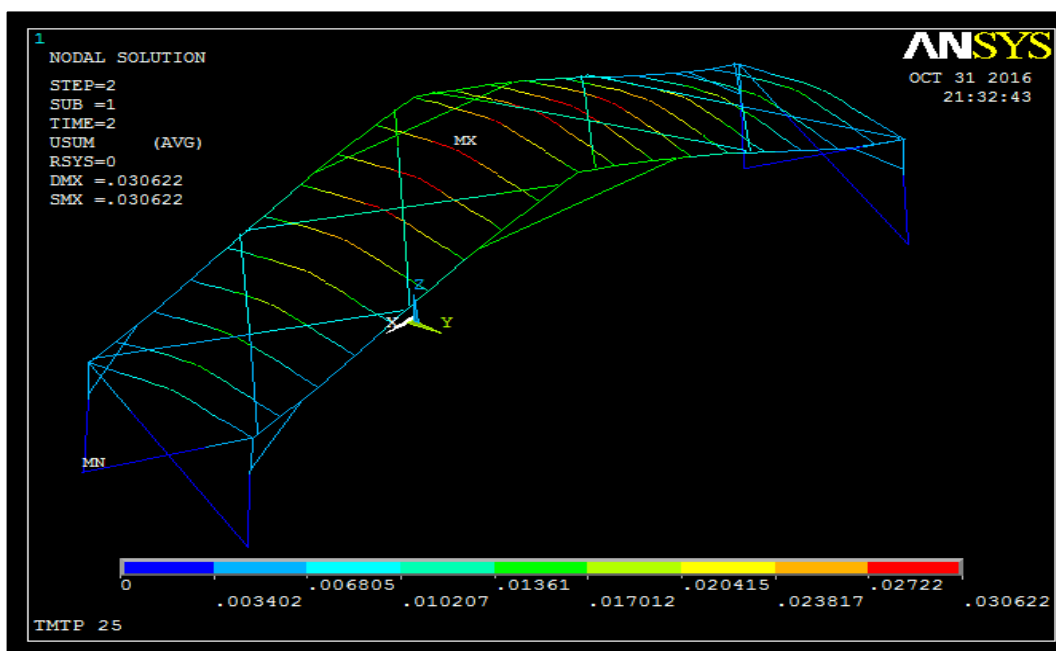 1
ANSYS
NODAL SOLUTION
OCT 31 2016
21:32:43
STEP=2
SUB =1
TIME=2
USUM (AVG)
RSYS=0
DMX =.030622
SMX =.030622
MX
Z
X Y
MN
0 .006805 .01361 .020415 .02722
.003402 .010207 .017012 .023817 .030622
TMTP 25